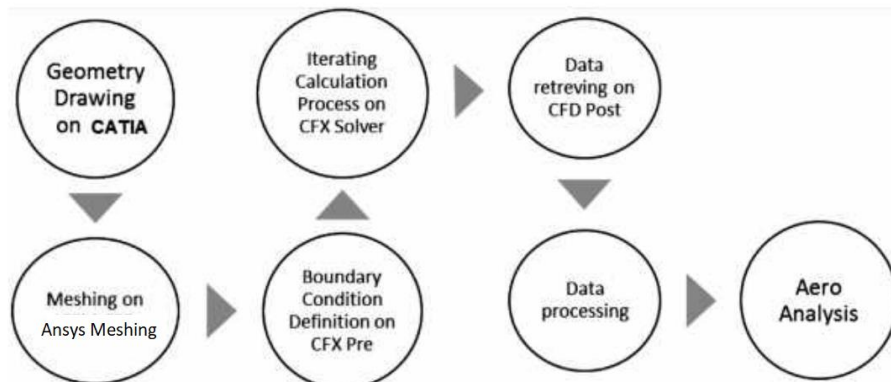 Geometry
Drawing
on CATIA
Meshing on
Ansys Meshing
Boundary
Condition
Definition on
CFX Pre
Iterating
Calculation
Process on
CFX Solver
Data
retreving on
CFD Post
Data
processing
Aero
Analysis